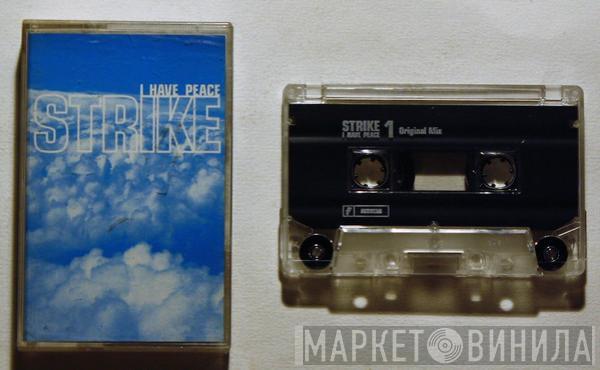 I HAVE PEACE
STRIKE
STRIKE 1 Original Mix
I HAVE PEACE
МАРКЕТ ВИНИЛА